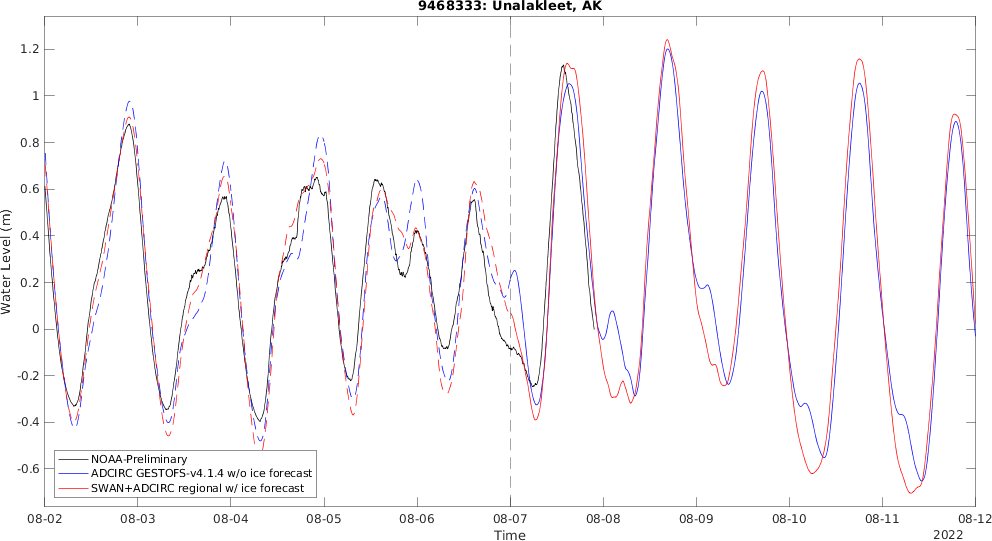 9468333: Unalakleet, AK
Water Level (m)
1.2
1
0.8
0.6
0.4
0.2
0
-0.2
-0.4
-0.6
NOAA-Preliminary
ADCIRC GESTOFS-v4.1.4 w/o ice forecast
SWAN+ADCIRC regional w/ ice forecast
08-02 08-03 08-04 08-05 08-06 08-07 08-08 08-09 08-10 08-11 08-12
Time
2022